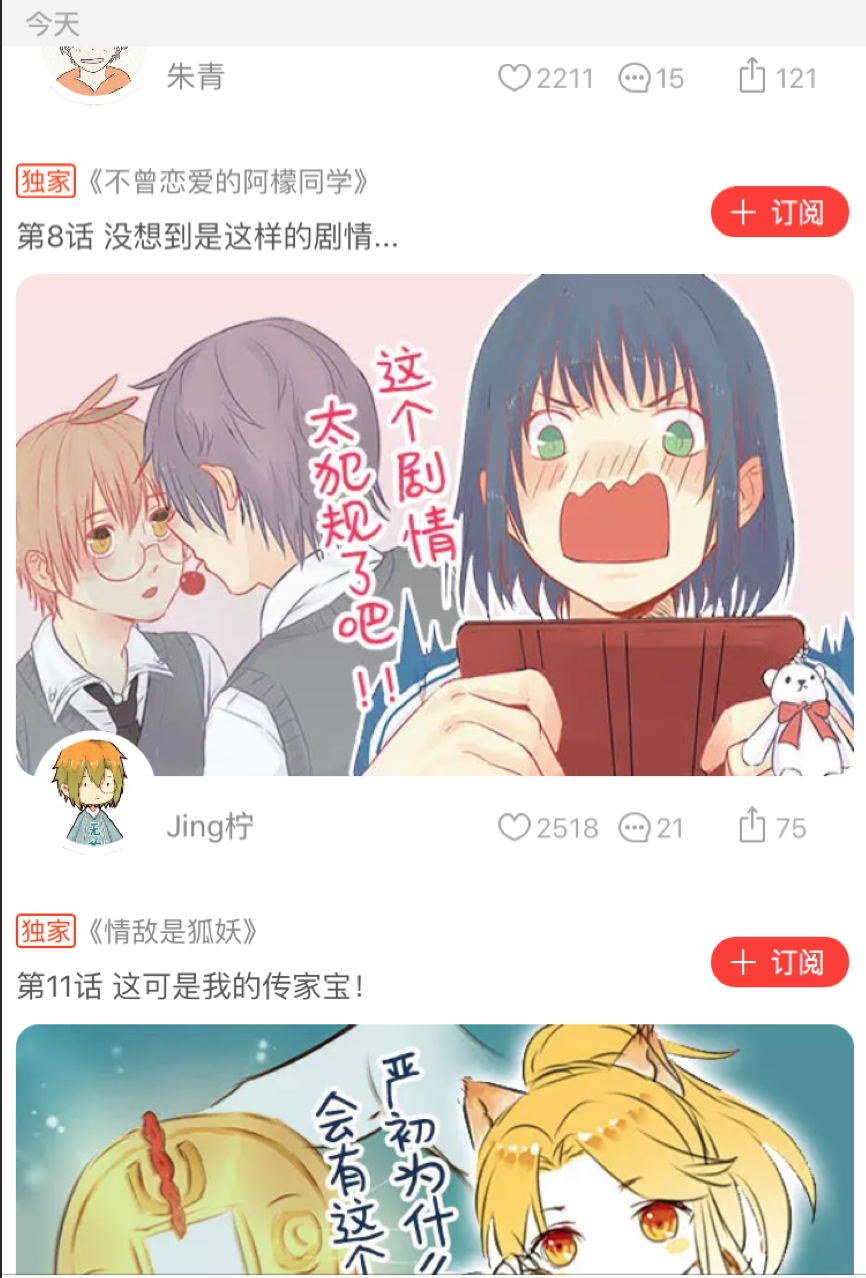 今天
朱青
2211
15
121
独家《不曾恋爱的阿檬同学》
第8话 没想到是这样的剧情...
+ 订阅
这个剧情
太犯规了吧!!
Jing柠
2518
21
75
独家《情敌是狐妖》
第11话 这可是我的传家宝!
+ 订阅
严初为什
会有这个